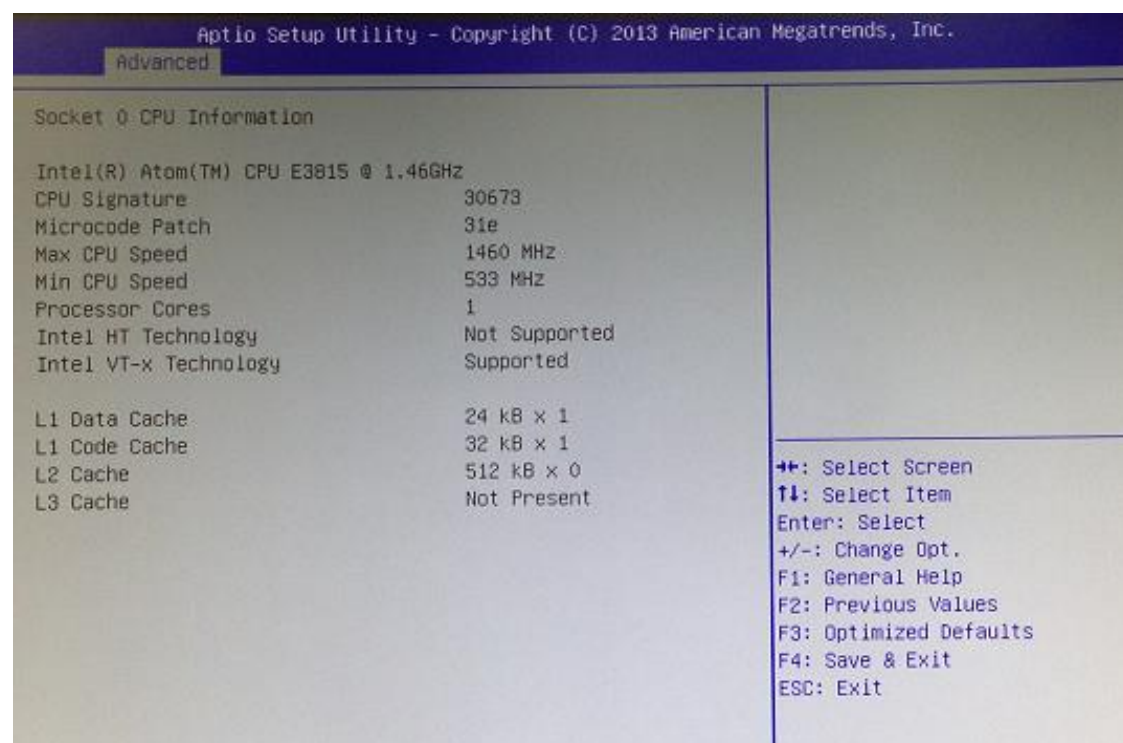 Aptio Setup Utility - Copyright (C) 2013 American Megatrends, Inc.
Advanced
Socket 0 CPU Information
Intel(R) Atom(TM) CPU E3815 @ 1.46GHz
CPU Signature 30673
Microcode Patch 31e
Max CPU Speed 1460 MHz
Min CPU Speed 533 MHz
Processor Cores 1
Intel HT Technology Not Supported
Intel VT-x Technology Supported
L1 Data Cache 24 kB x 1
L1 Code Cache 32 kB x 1
L2 Cache 512 kB x 0
L3 Cache Not Present
→←: Select Screen
↑↓: Select Item
Enter: Select
+/-: Change Opt.
F1: General Help
F2: Previous Values
F3: Optimized Defaults
F4: Save & Exit
ESC: Exit